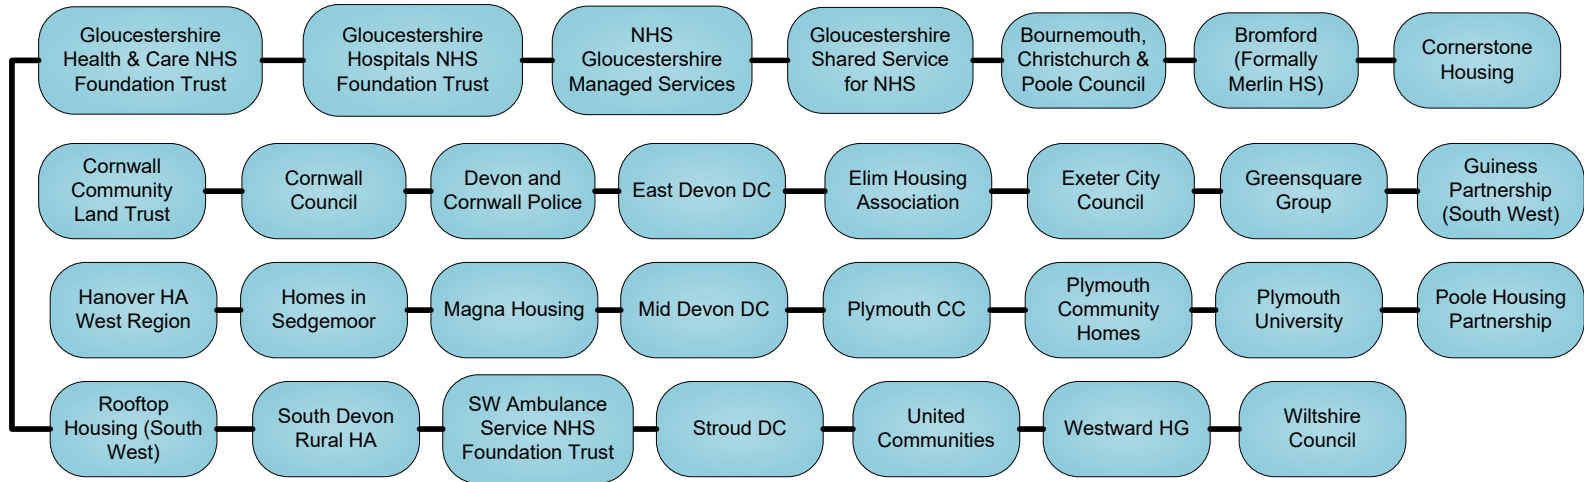 Gloucestershire
Health & Care NHS
Foundation Trust
Gloucestershire
Hospitals NHS
Foundation Trust
NHS
Gloucestershire
Managed Services
Gloucestershire
Shared Service
for NHS
Bournemouth,
Christchurch &
Poole Council
Bromford
(Formally
Merlin HS)
Cornerstone
Housing
Cornwall
Community
Land Trust
Cornwall
Council
Devon and
Cornwall Police
East Devon DC
Elim Housing
Association
Exeter City
Council
Greensquare
Group
Guiness
Partnership
(South West)
Hanover HA
West Region
Homes in
Sedgemoor
Magna Housing
Mid Devon DC
Plymouth CC
Plymouth
Community
Homes
Plymouth
University
Poole Housing
Partnership
Rooftop
Housing (South
West)
South Devon
Rural HA
SW Ambulance
Service NHS
Foundation Trust
Stroud DC
United
Communities
Westward HG
Wiltshire
Council